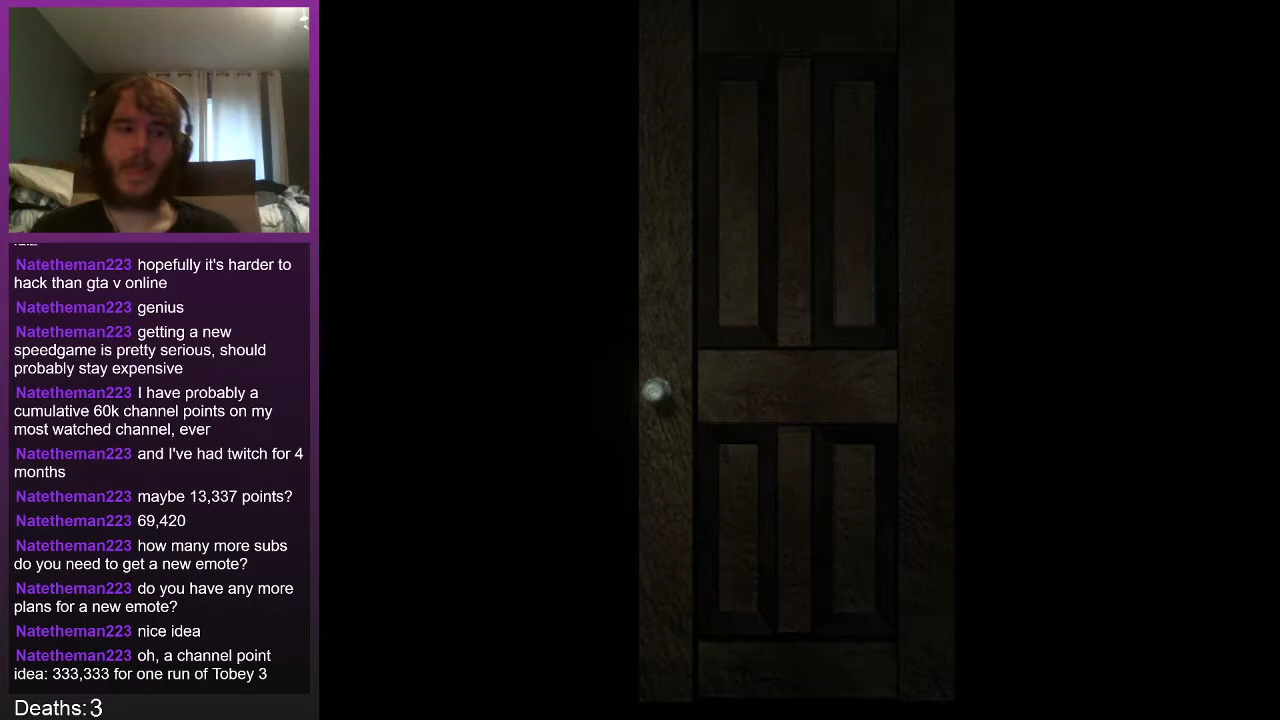 Natetheman223 hopefully it's harder to
hack than gta v online
Natetheman223 genius
Natetheman223 getting a new
speedgame is pretty serious, should
probably stay expensive
Natetheman223 I have probably a
cumulative 60k channel points on my
most watched channel, ever
Natetheman223 and I've had twitch for 4
months
Natetheman223 maybe 13,337 points?
Natetheman223 69,420
Natetheman223 how many more subs
do you need to get a new emote?
Natetheman223 do you have any more
plans for a new emote?
Natetheman223 nice idea
Natetheman223 oh, a channel point
idea: 333,333 for one run of Tobey 3
Deaths: 3